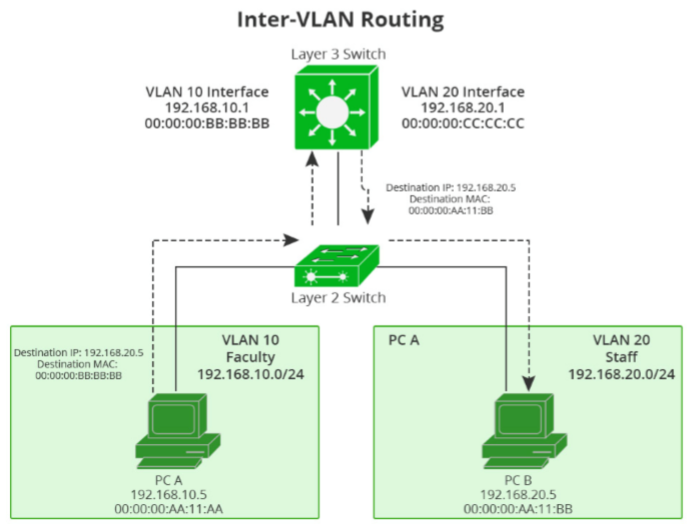 Inter-VLAN Routing
Layer 3 Switch
VLAN 10 Interface
192.168.10.1
00:00:00:BB:BB:BB
VLAN 20 Interface
192.168.20.1
00:00:00:CC:CC:CC
Destination IP: 192.168.20.5
Destination MAC:
00:00:00:AA:11:BB
Layer 2 Switch
VLAN 10
Faculty
192.168.10.0/24
Destination IP: 192.168.20.5
Destination MAC:
00:00:00:BB:BB:BB
PC A
192.168.10.5
00:00:00:AA:11:AA
PC A
VLAN 20
Staff
192.168.20.0/24
PC B
192.168.20.5
00:00:00:AA:11:BB